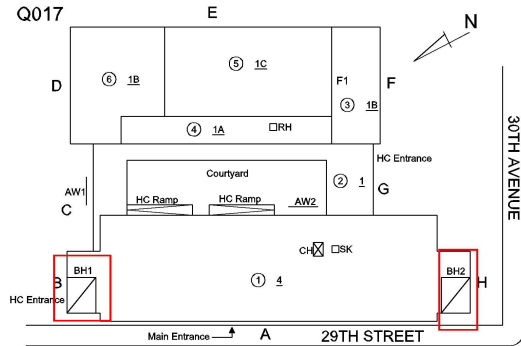 Q017
E
N
D
⑥ 1B
⑤ 1C
F1
F
③ 1B
④ 1A
RH
30TH AVENUE
HC Entrance
Courtyard
② 1
G
AW1
HC Ramp
HC Ramp
AW2
C
CH
SK
B
BH1
① 4
BH2
H
HC Entrance
Main Entrance
A
29TH STREET